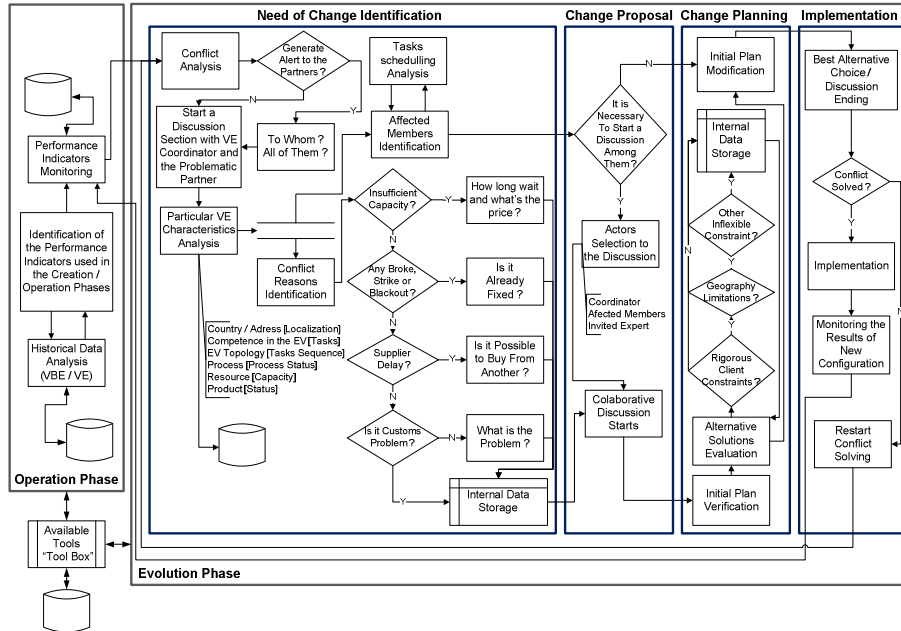 Need of Change Identification
Change Proposal
Change Planning
Implementation
Performance
Indicators
Monitoring
Identification of
the Performance
Indicators used in
the Creation /
Operation Phases
Historical Data
Analysis
(VBE / VE)
Operation Phase
Available
Tools
“Tool Box”
Conflict
Analysis
Generate
Alert to the
Partners ?
N
Y
Start a
Discussion
Section with VE
Coordinator and
the Problematic
Partner
To Whom ?
All of Them ?
Tasks
schedulling
Analysis
Affected
Members
Identification
Particular VE
Characteristics
Analysis
Conflict
Reasons
Identification
Country / Adress [Localization]
Competence in the EV[Tasks]
EV Topology [Tasks Sequence]
Process [Process Status]
Resource [Capacity]
Product [Status]
Insufficient
Capacity ?
Y
How long wait
and what's the
price ?
N
Any Broke,
Strike or
Blackout?
Y
Is it
Already
Fixed ?
N
Supplier
Delay?
Y
Is it Possible
to Buy From
Another ?
N
Is it Customs
Problem?
N
What is the
Problem ?
Y
Internal Data
Storage
It is
Necessary
To Start a
Discussion
Among
Them?
N
Y
Actors
Selection to
the Discussion
Coordinator
Afected Members
Invited Expert
Colaborative
Discussion
Starts
Initial Plan
Modification
Internal
Data
Storage
Y
Other
Inflexible
Constraint ?
Y
N
Geography
Limitations ?
Y
Rigorous
Client
Constraints ?
Alternative
Solutions
Evaluation
Initial Plan
Verification
Best Alternative
Choice /
Discussion
Ending
Conflict
Solved ?
Y
N
Implementation
Monitoring the
Results of
New
Configuration
Restart
Conflict
Solving
Evolution Phase